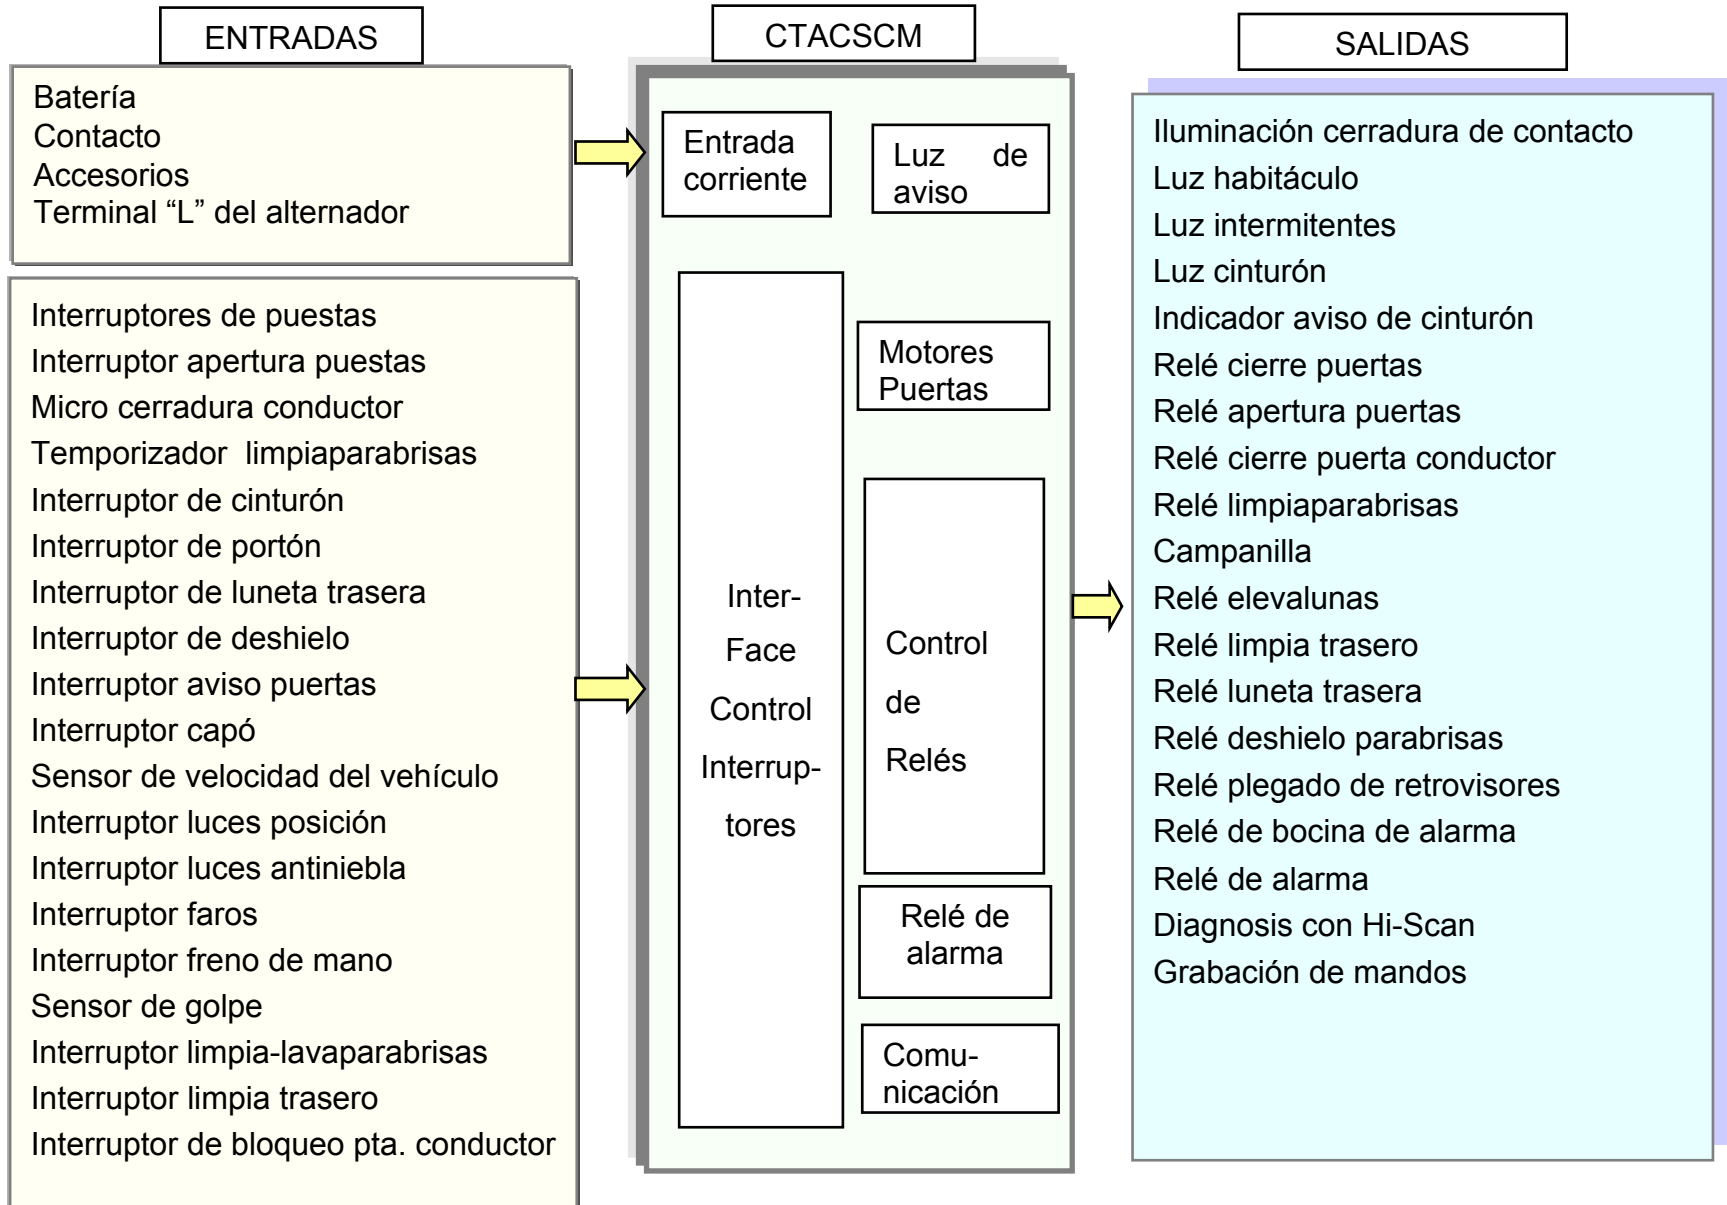 ENTRADAS
Batería
Contacto
Accesorios
Terminal “L” del alternador
Interruptores de puestas
Interruptor apertura puestas
Micro cerradura conductor
Temporizador  limpiaparabrisas
Interruptor de cinturón
Interruptor de portón
Interruptor de luneta trasera
Interruptor de deshielo
Interruptor aviso puertas
Interruptor capó
Sensor de velocidad del vehículo
Interruptor luces posición
Interruptor luces antiniebla
Interruptor faros
Interruptor freno de mano
Sensor de golpe
Interruptor limpia-lavaparabrisas
Interruptor limpia trasero
Interruptor de bloqueo pta. conductor
CTACSCM
Entrada
corriente
Luz de
aviso
Inter-
Face
Control
Interrup-
tores
Motores
Puertas
Control
de
Relés
Relé de
alarma
Comu-
nicación
SALIDAS
Iluminación cerradura de contacto
Luz habitáculo
Luz intermitentes
Luz cinturón
Indicador aviso de cinturón
Relé cierre puertas
Relé apertura puertas
Relé cierre puerta conductor
Relé limpiaparabrisas
Campanilla
Relé elevalunas
Relé limpia trasero
Relé luneta trasera
Relé deshielo parabrisas
Relé plegado de retrovisores
Relé de bocina de alarma
Relé de alarma
Diagnosis con Hi-Scan
Grabación de mandos